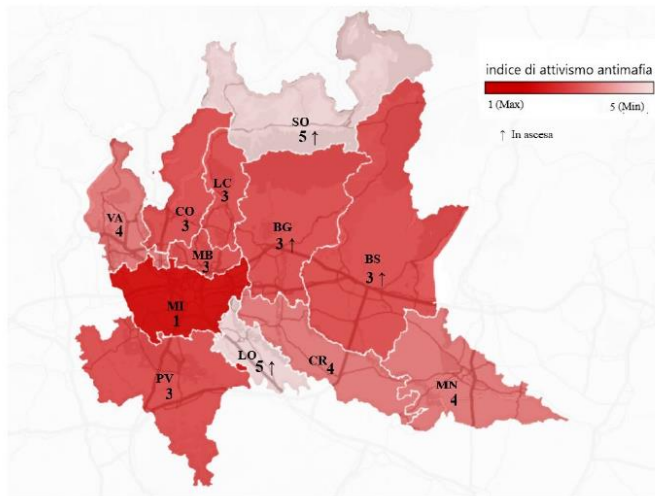 indice di attivismo antimafia
1 (Max) 5 (Min)
↑ In ascesa
SO
5 ↑
LC
3
VA
4
CO
3
BG
3 ↑
MB
3
BS
3 ↑
MI
1
LO
5 ↑
CR 4
PV
3
MN
4